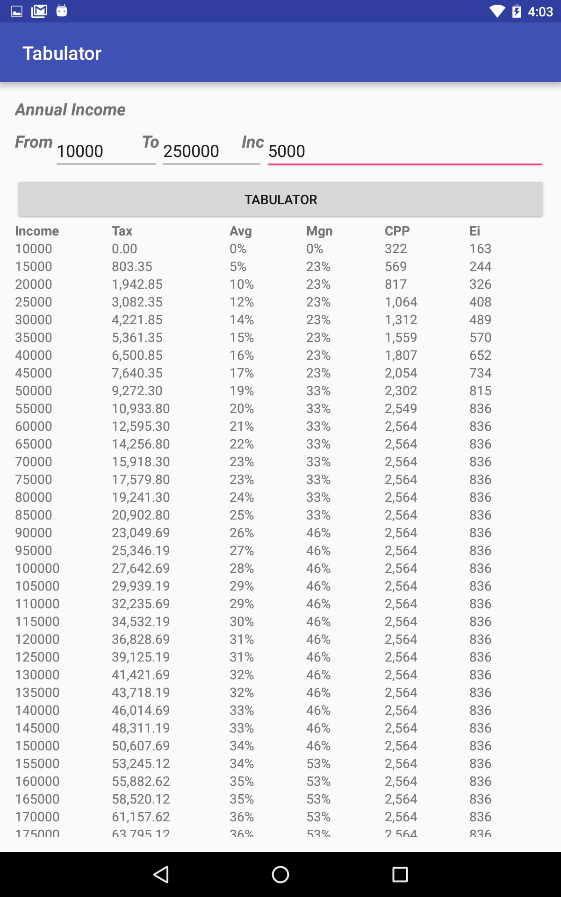 4:03
Tabulator
Annual Income
From 10000 To 250000 Inc 5000
TABULATOR
Income Tax Avg Mgn CPP Ei
10000 0.00 0% 0% 322 163
15000 803.35 5% 23% 569 244
20000 1,942.85 10% 23% 817 326
25000 3,082.35 12% 23% 1,064 408
30000 4,221.85 14% 23% 1,312 489
35000 5,361.35 15% 23% 1,559 570
40000 6,500.85 16% 23% 1,807 652
45000 7,640.35 17% 23% 2,054 734
50000 9,272.30 19% 33% 2,302 815
55000 10,933.80 20% 33% 2,549 836
60000 12,595.30 21% 33% 2,564 836
65000 14,256.80 22% 33% 2,564 836
70000 15,918.30 23% 33% 2,564 836
75000 17,579.80 23% 33% 2,564 836
80000 19,241.30 24% 33% 2,564 836
85000 20,902.80 25% 33% 2,564 836
90000 23,049.69 26% 46% 2,564 836
95000 25,346.19 27% 46% 2,564 836
100000 27,642.69 28% 46% 2,564 836
105000 29,939.19 29% 46% 2,564 836
110000 32,235.69 29% 46% 2,564 836
115000 34,532.19 30% 46% 2,564 836
120000 36,828.69 31% 46% 2,564 836
125000 39,125.19 31% 46% 2,564 836
130000 41,421.69 32% 46% 2,564 836
135000 43,718.19 32% 46% 2,564 836
140000 46,014.69 33% 46% 2,564 836
145000 48,311.19 33% 46% 2,564 836
150000 50,607.69 34% 46% 2,564 836
155000 53,245.12 34% 53% 2,564 836
160000 55,882.62 35% 53% 2,564 836
165000 58,520.12 35% 53% 2,564 836
170000 61,157.62 36% 53% 2,564 836
175000 63,795.12 36% 53% 2,564 836